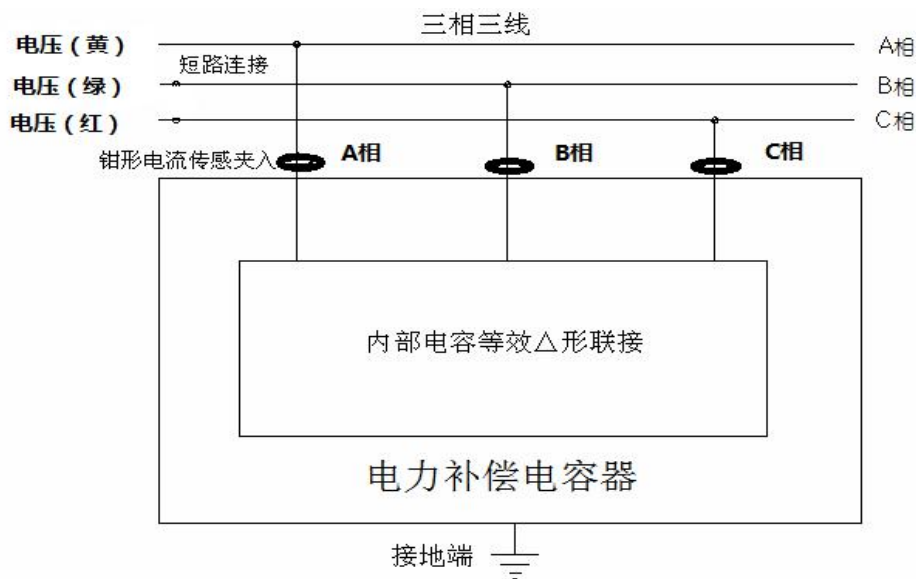 三相三线
电压（黄）
A相
短路连接
电压（绿）
B相
电压（红）
C相
钳形电流传感夹入
A相
B相
C相
内部电容等效△形联接
电力补偿电容器
接地端